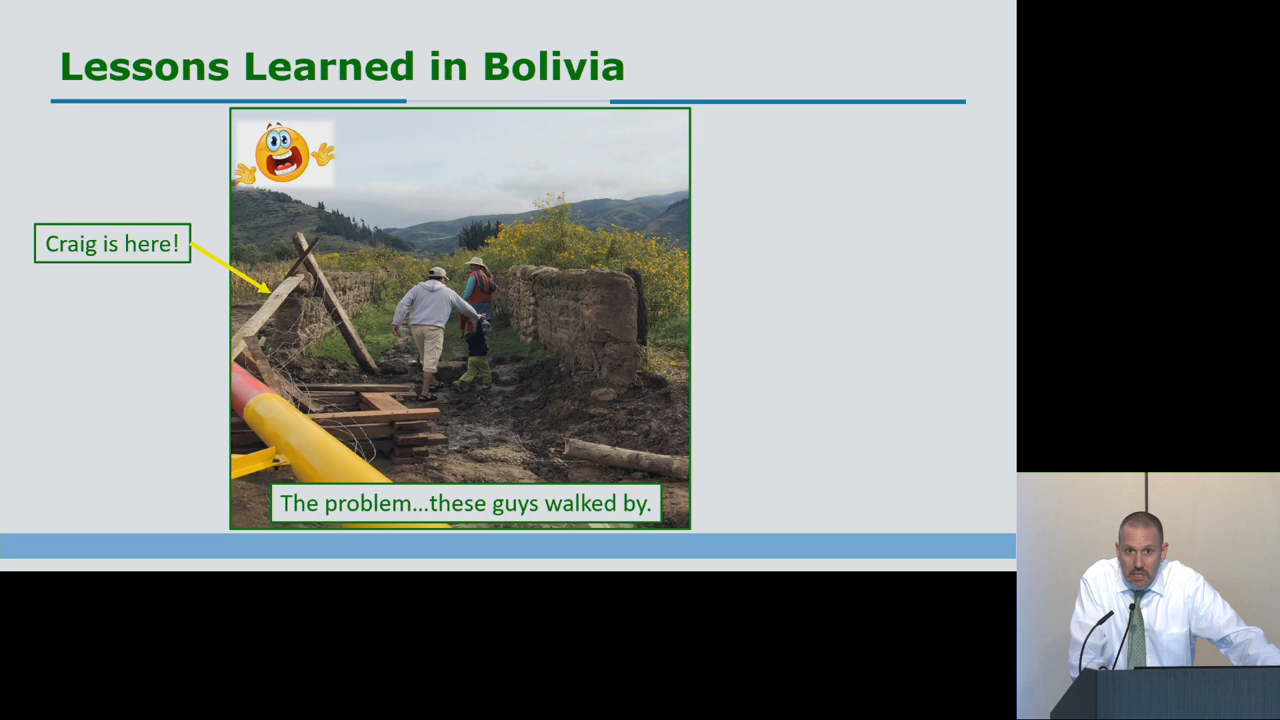 Lessons Learned in Bolivia
Craig is here!
The problem...these guys walked by.